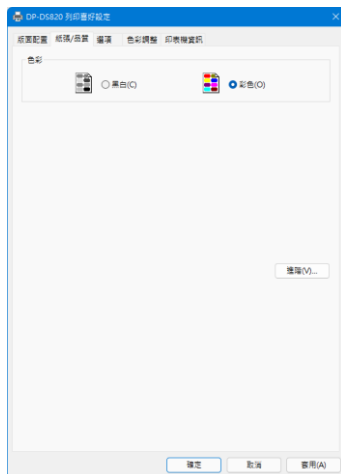 DP-DS820 列印喜好設定
版面配置 紙張/品質 選項 色彩調整 印表機資訊
色彩
黑白(C) 彩色(O)
進階(V)...
確定 取消 套用(A)